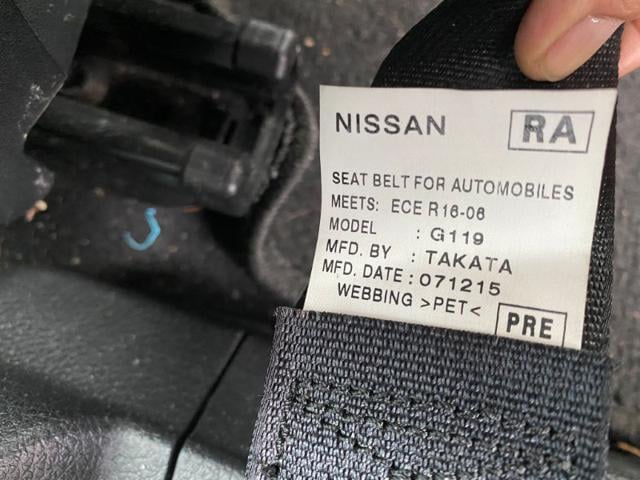 NISSAN RA
SEAT BELT FOR AUTOMOBILES
MEETS: ECE R16-06
MODEL : G119
MFD. BY : TAKATA
MFD. DATE : 071215
WEBBING >PET<
PRE